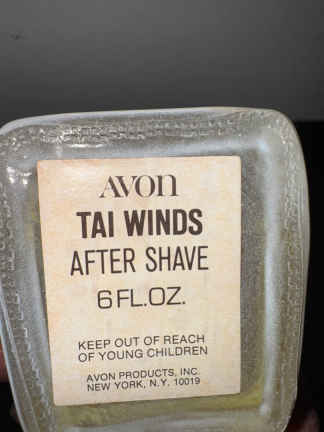 AVON
TAI WINDS
AFTER SHAVE
6 FL. OZ.
KEEP OUT OF REACH
OF YOUNG CHILDREN
AVON PRODUCTS, INC.
NEW YORK, N.Y. 10019